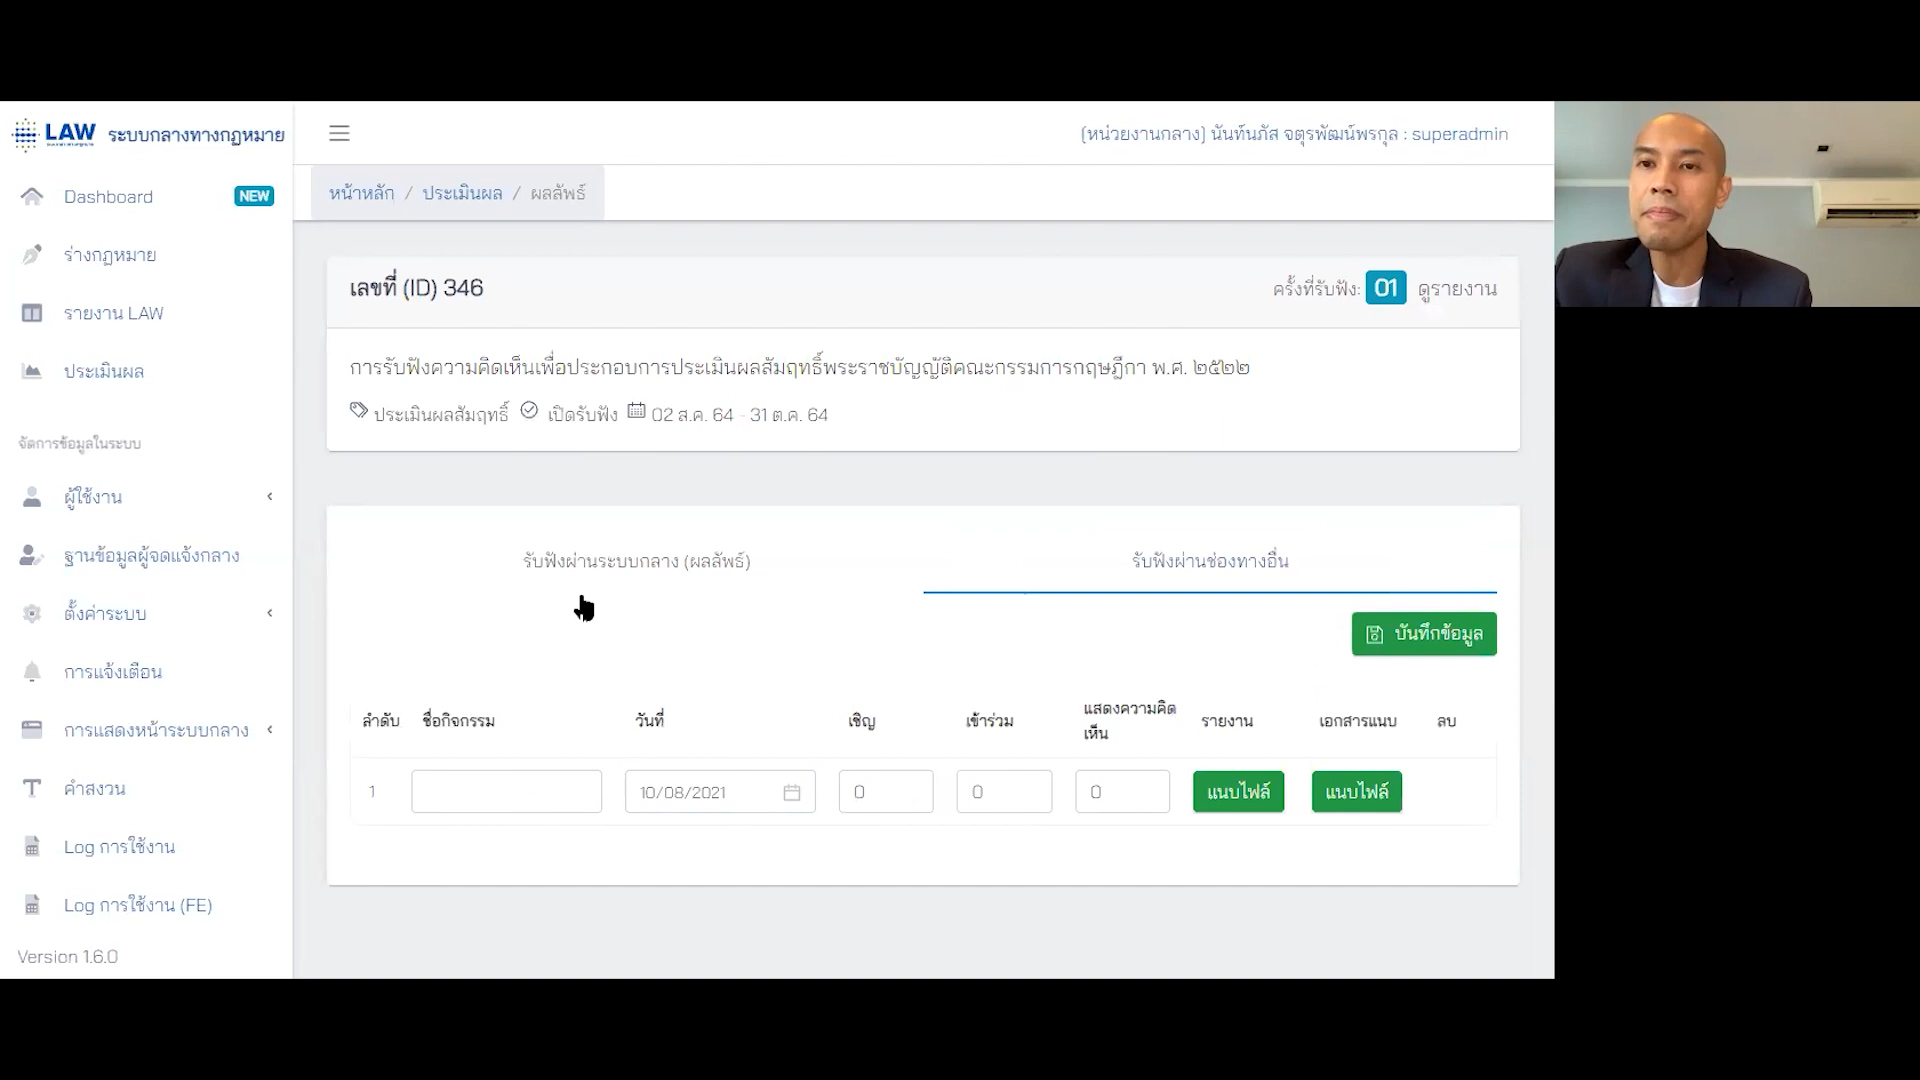 LAW ระบบกลางทางกฎหมาย
(หน่วยงานกลาง) นันท์นภัส จตุรพัฒน์พรกุล : superadmin
Dashboard NEW
ร่างกฎหมาย
รายงาน LAW
ประเมินผล
จัดการข้อมูลในระบบ
ผู้ใช้งาน
ฐานข้อมูลผู้จดแจ้งกลาง
ตั้งค่าระบบ
การแจ้งเตือน
การแสดงหน้าระบบกลาง
คำสงวน
Log การใช้งาน
Log การใช้งาน (FE)
Version 1.6.0
หน้าหลัก / ประเมินผล / ผลลัพธ์
เลขที่ (ID) 346
ครั้งที่รับฟัง: 01 ดูรายงาน
การรับฟังความคิดเห็นเพื่อประกอบการประเมินผลสัมฤทธิ์พระราชบัญญัติคณะกรรมการกฤษฎีกา พ.ศ. ๒๕๒๒
ประเมินผลสัมฤทธิ์ เปิดรับฟัง 02 ส.ค. 64 - 31 ต.ค. 64
รับฟังผ่านระบบกลาง (ผลลัพธ์) รับฟังผ่านช่องทางอื่น
บันทึกข้อมูล
ลำดับ ชื่อกิจกรรม วันที่ เชิญ เข้าร่วม แสดงความคิดเห็น รายงาน เอกสารแนบ ลบ
1 10/08/2021 0 0 0 แนบไฟล์ แนบไฟล์